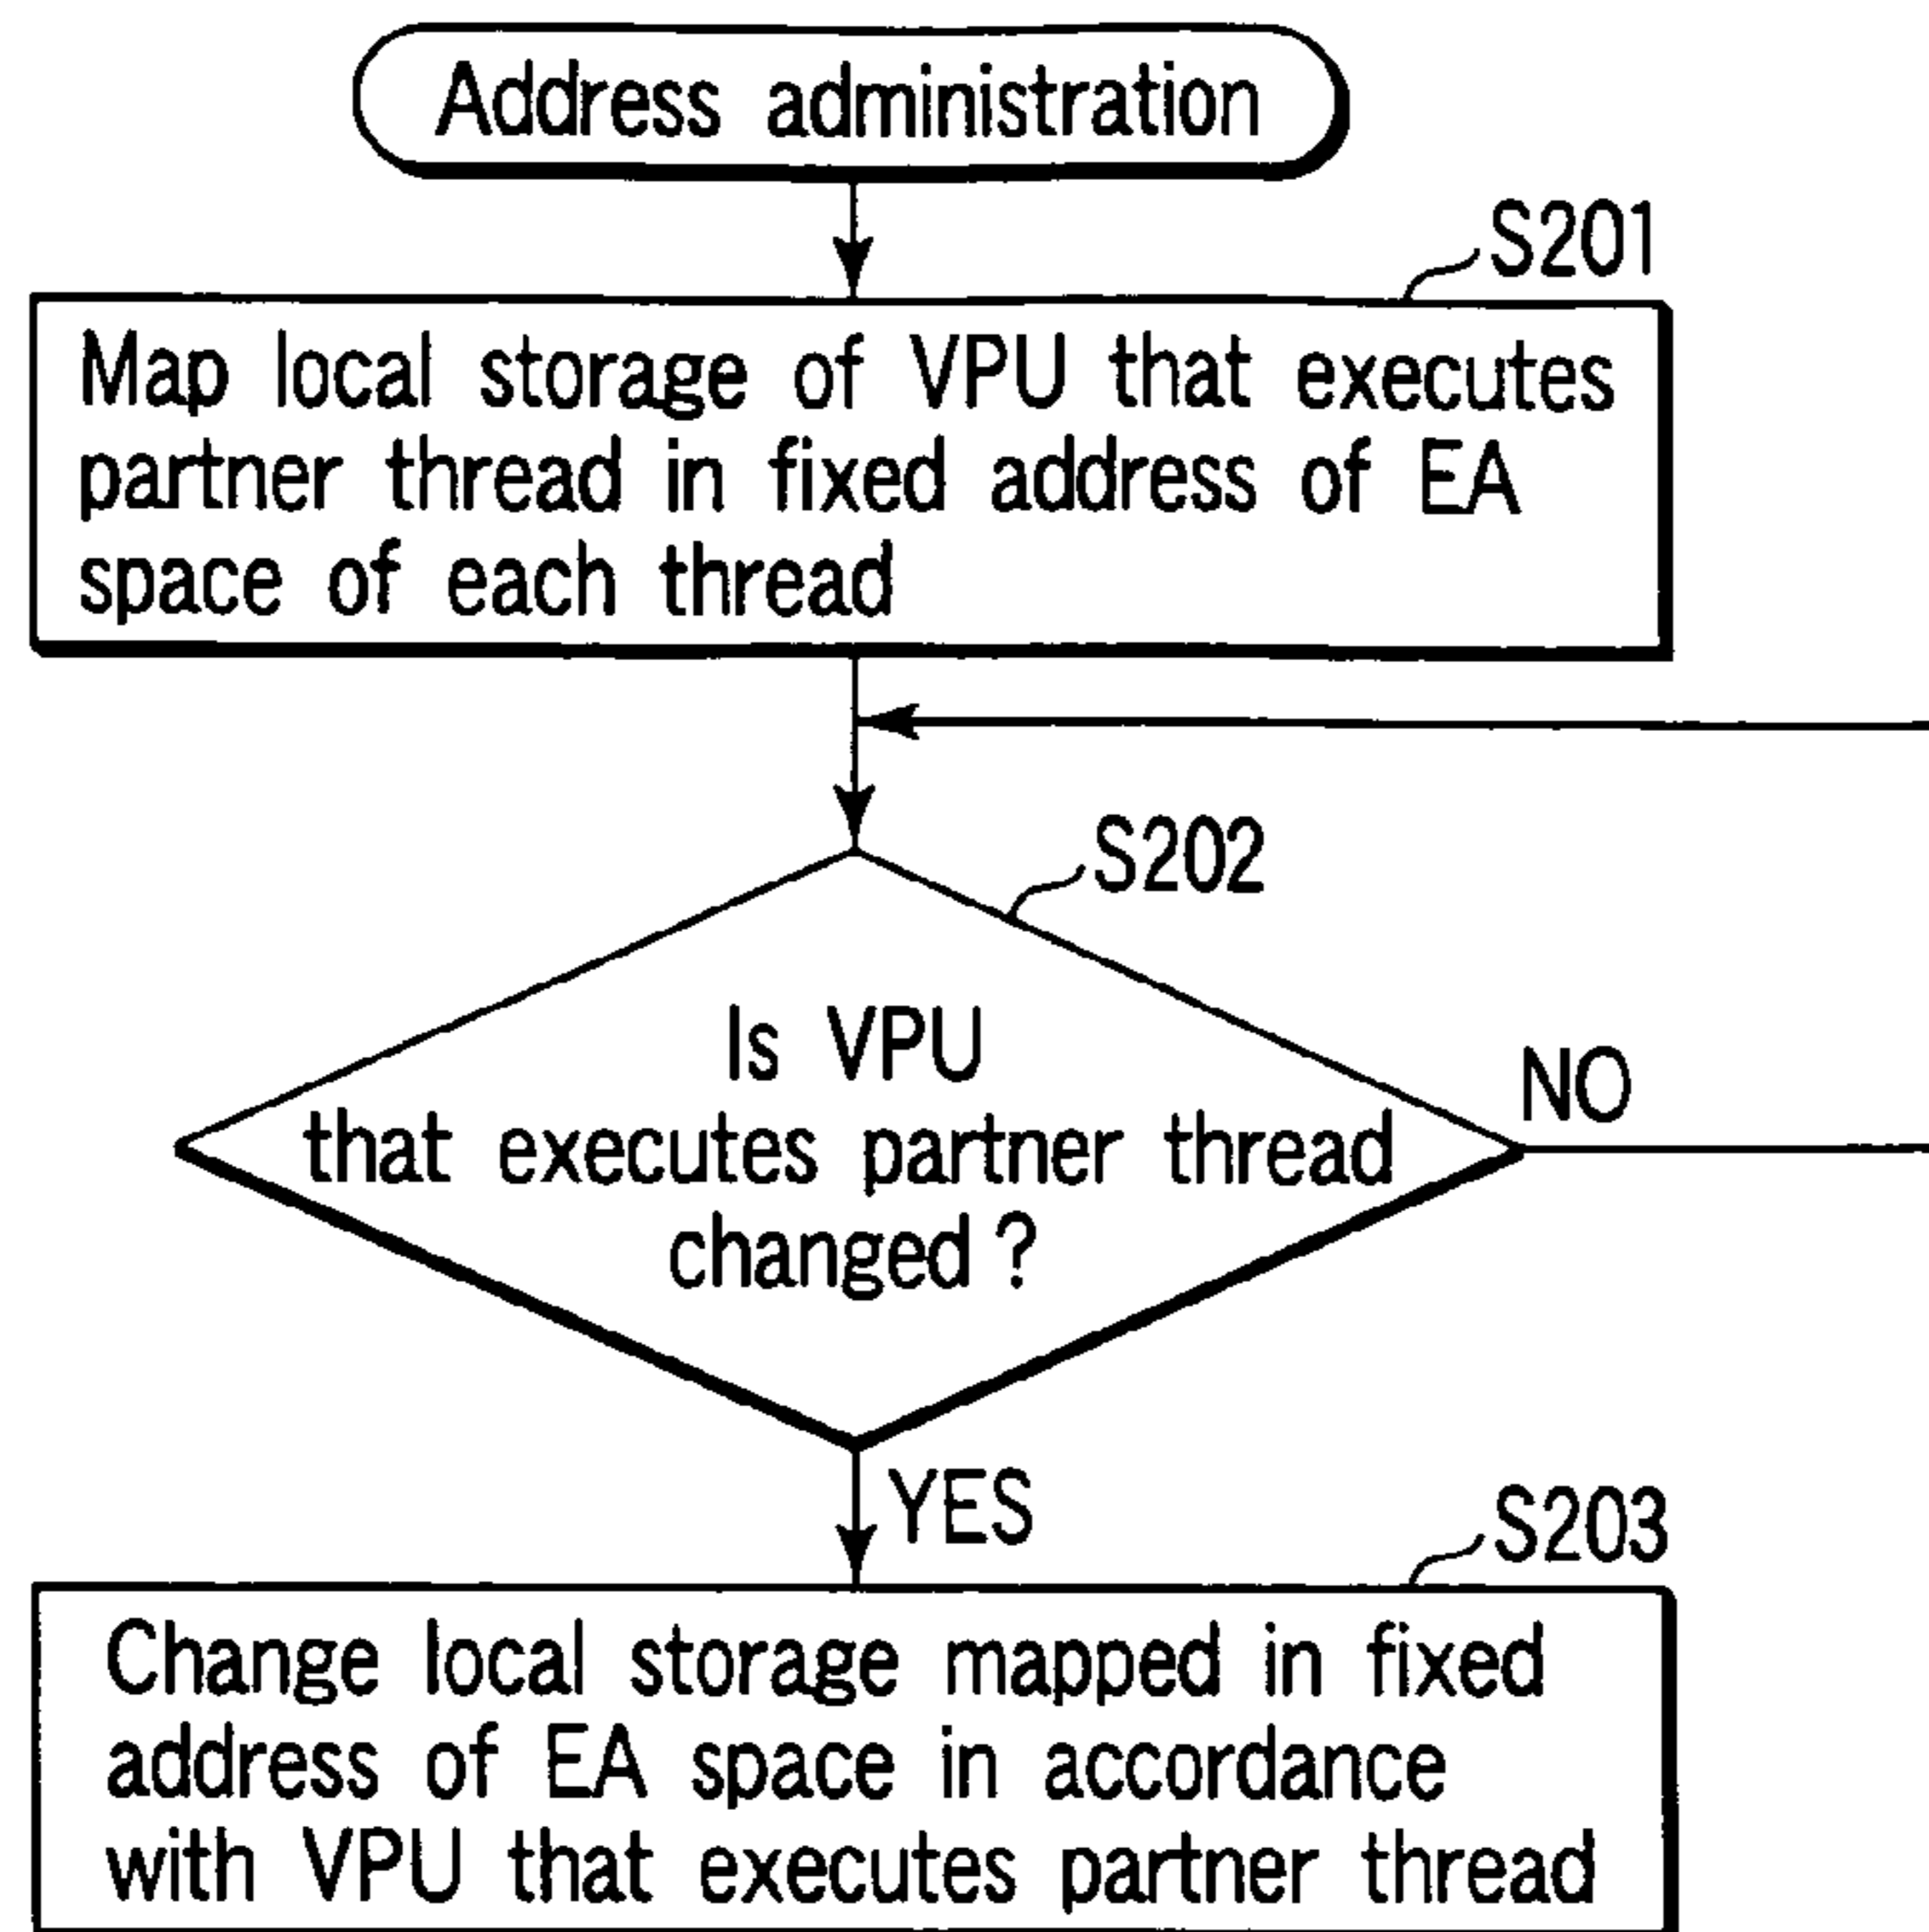 Address administration
S201
Map local storage of VPU that executes
partner thread in fixed address of EA
space of each thread
S202
Is VPU
that executes partner thread
changed ?
NO
YES
S203
Change local storage mapped in fixed
address of EA space in accordance
with VPU that executes partner thread